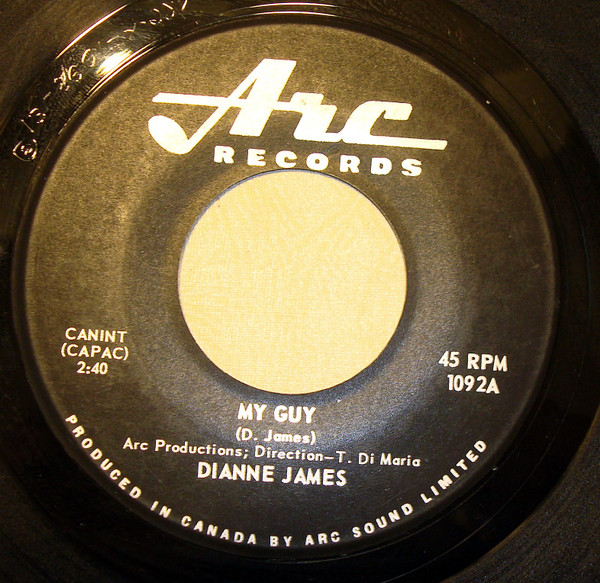 Arc
RECORDS
CANINT
(CAPAC)
2:40
45 RPM
1092A
MY GUY
(D. James)
Arc Productions; Direction—T. Di Maria
DIANNE JAMES
PRODUCED IN CANADA BY ARC SOUND LIMITED